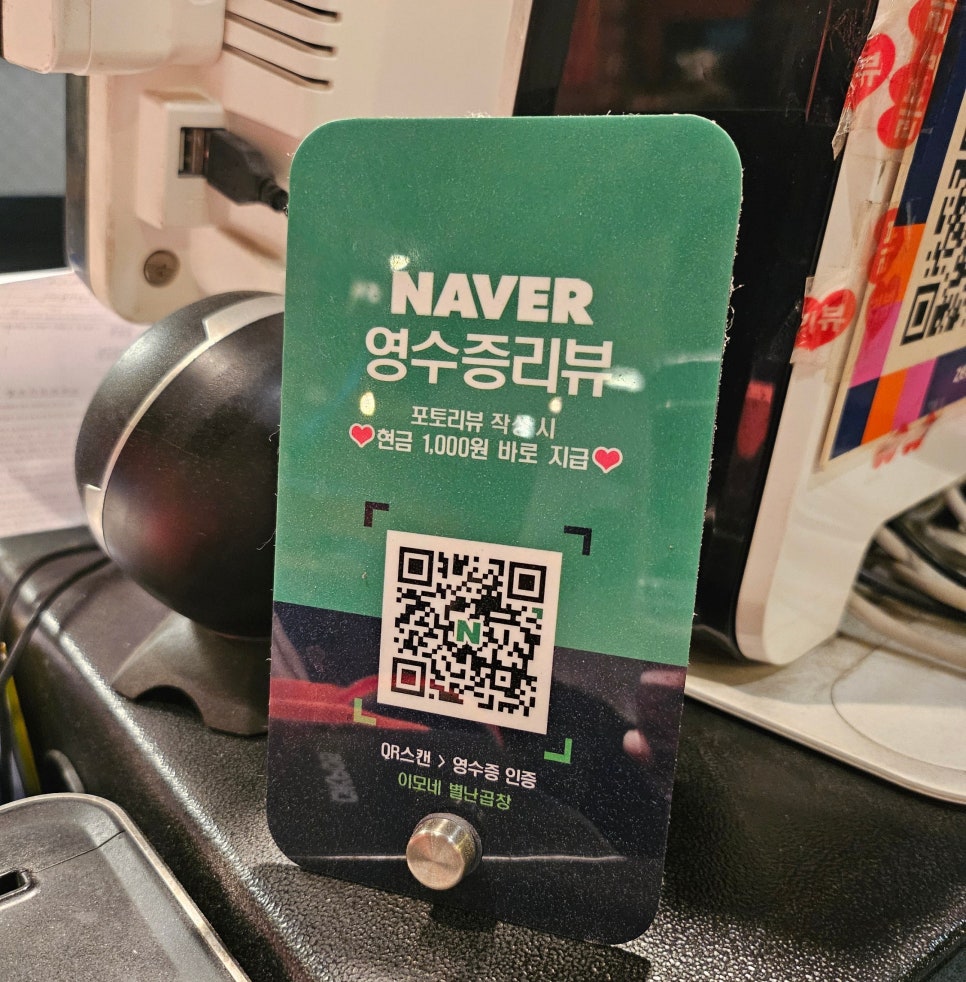 NAVER
영수증리뷰
포토리뷰 작성시
현금 1,000원 바로 지급
N
QR스캔 > 영수증 인증
이모네 별난곱창
리뷰